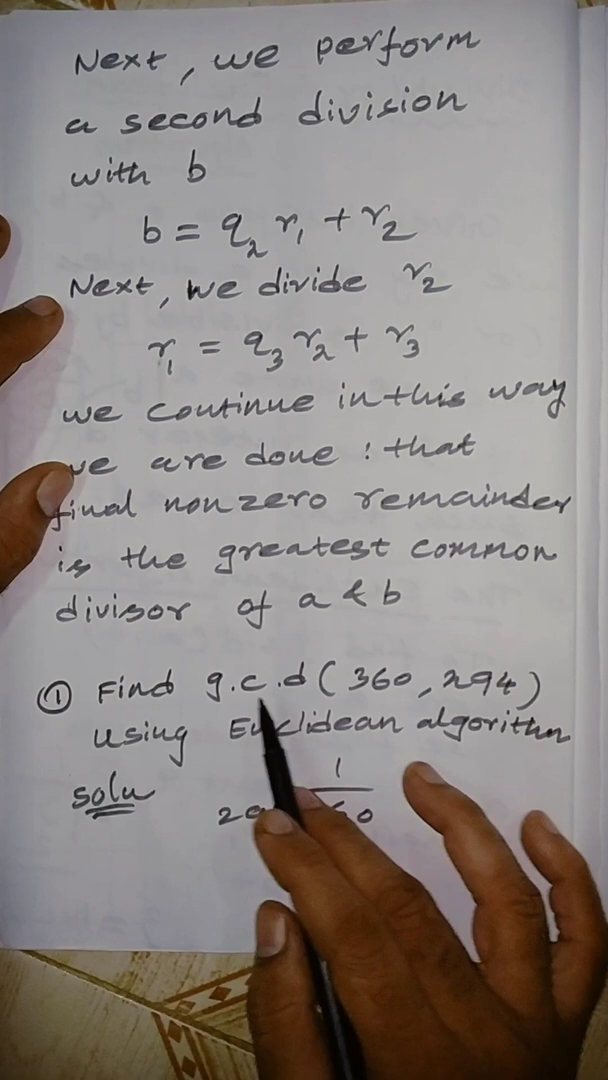 Next, we perform
a second division
with b
b = q₂ r₁ + r₂
Next, we divide r₂
r₁ = q₃ r₂ + r₃
we continue in this way
we are done : that
final nonzero remainder
is the greatest common
divisor of a & b
① Find g.c.d (360, 294)
using Euclidean algorithm
solu
1